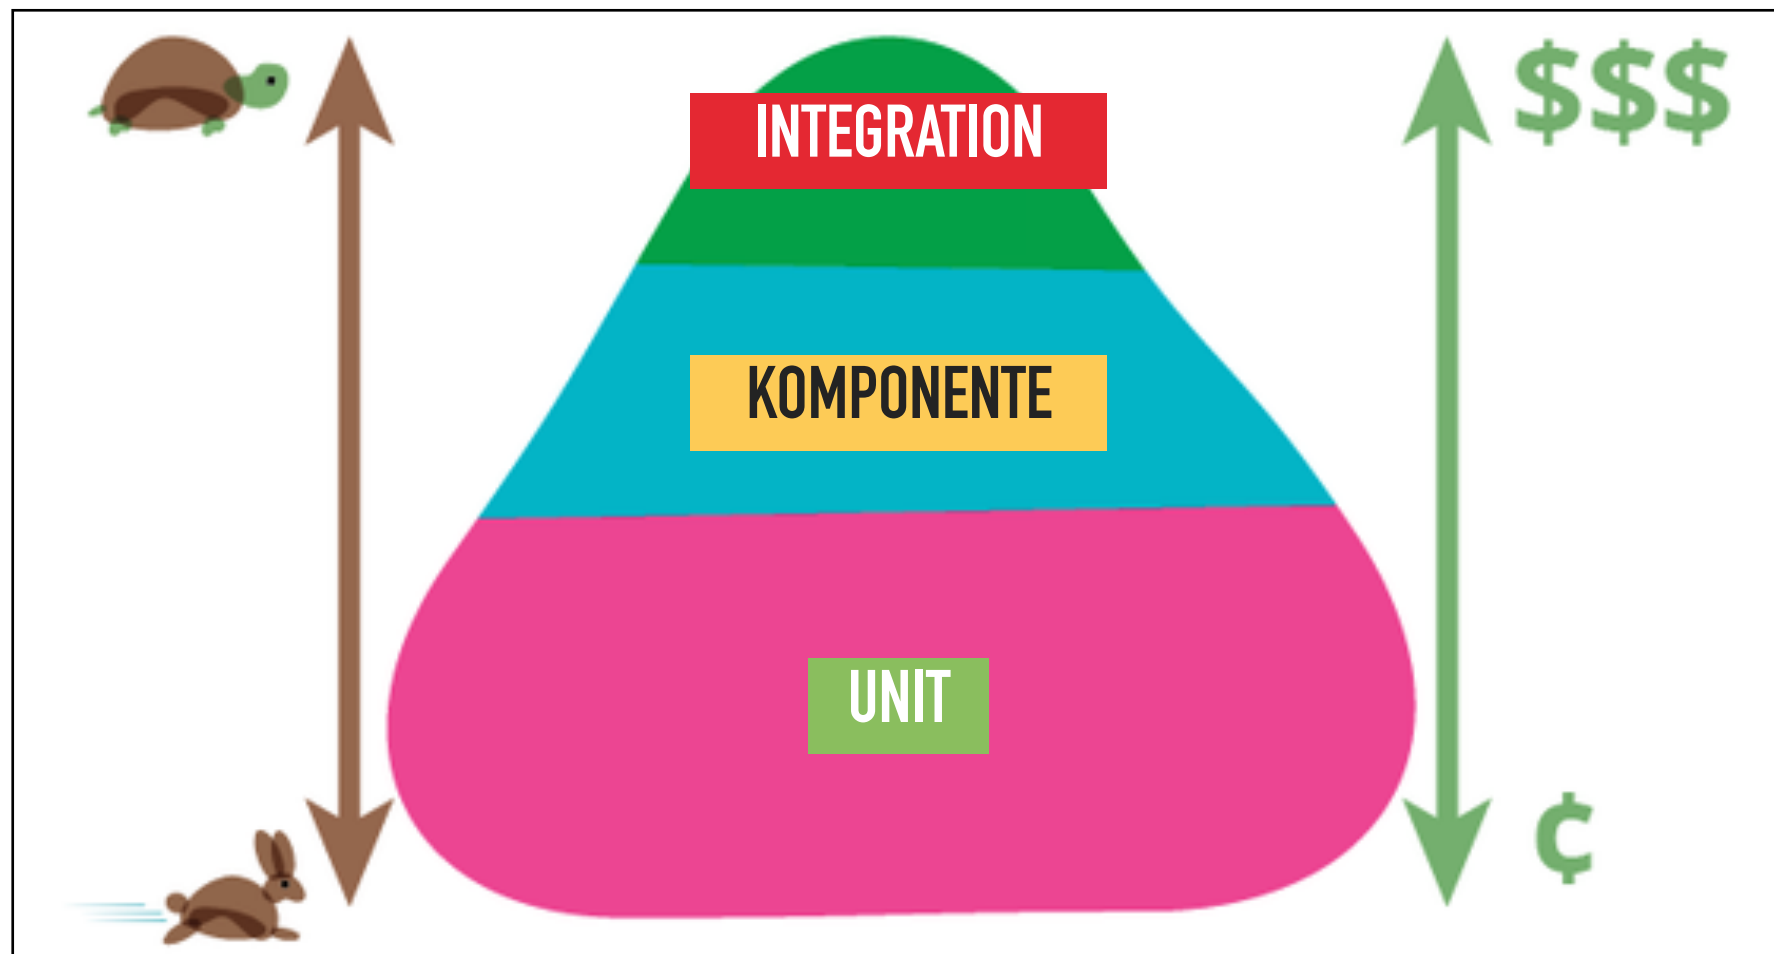 INTEGRATION
$$$
KOMPONENTE
UNIT
¢